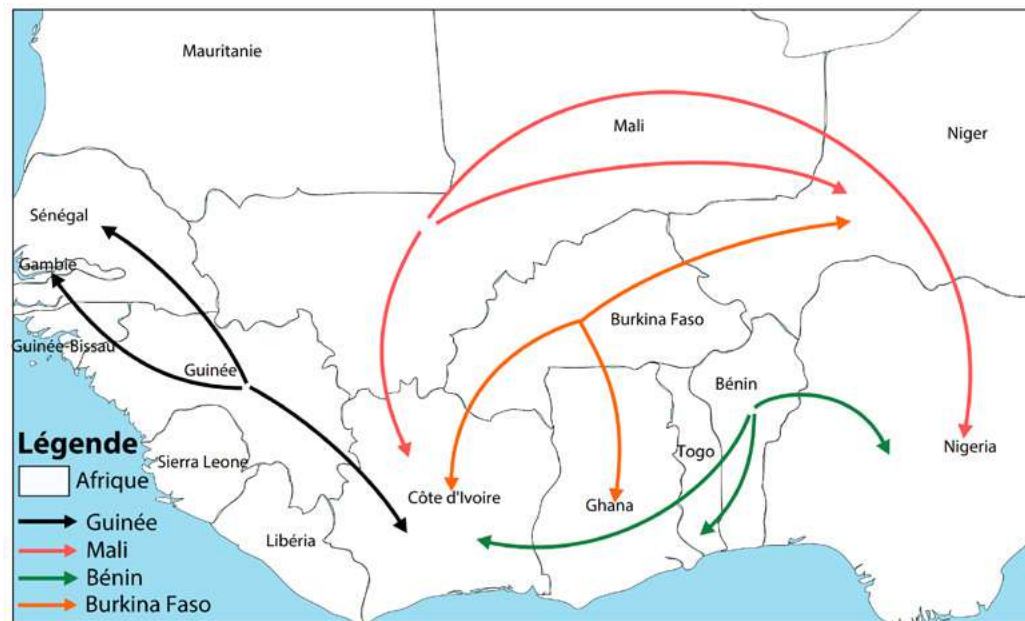 Mauritanie
Mali
Niger
Sénégal
Gambie
Burkina Faso
Guinée-Bissau
Guinée
Bénin
Légende
Sierra Leone
Togo
Nigeria
Afrique
Côte d'Ivoire
Ghana
Guinée
Libéria
Mali
Bénin
Burkina Faso